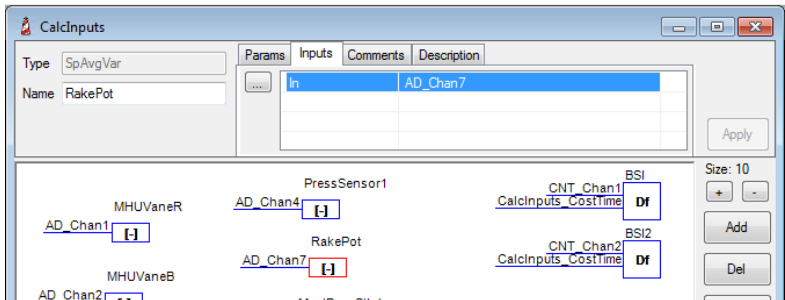 CalcInputs
Type SpAvgVar
Name RakePot
Params Inputs Comments Description
... In AD_Chan7
Apply
Size: 10
+ -
Add
Del
MHUVaneR
AD_Chan1 [-]
MHUVaneB
AD_Chan2
PressSensor1
AD_Chan4 [-]
RakePot
AD_Chan7 [-]
BSI
CNT_Chan1
CalcInputs_CostTime Df
BSI2
CNT_Chan2
CalcInputs_CostTime Df